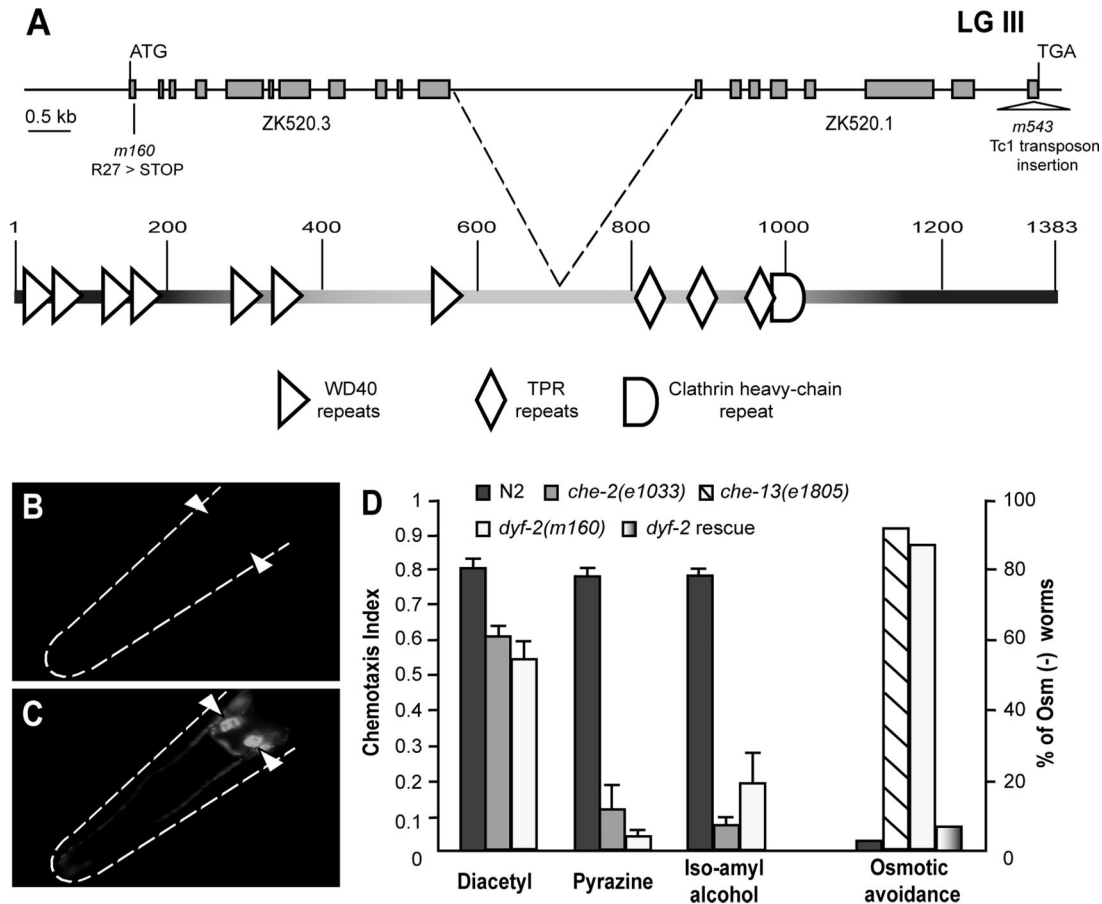 A
LG III
ATG
TGA
0.5 kb
ZK520.3
ZK520.1
m160
R27 > STOP
m543
Tc1 transposon
insertion
1
200
400
600
800
1000
1200
1383
WD40
repeats
TPR
repeats
Clathrin heavy-chain
repeat
B
C
D
N2
che-2(e1033)
che-13(e1805)
dyf-2(m160)
dyf-2 rescue
Chemotaxis Index
1
0.9
0.8
0.7
0.6
0.5
0.4
0.3
0.2
0.1
0
% of Osm (-) worms
100
80
60
40
20
0
Diacetyl
Pyrazine
Iso-amyl
alcohol
Osmotic
avoidance